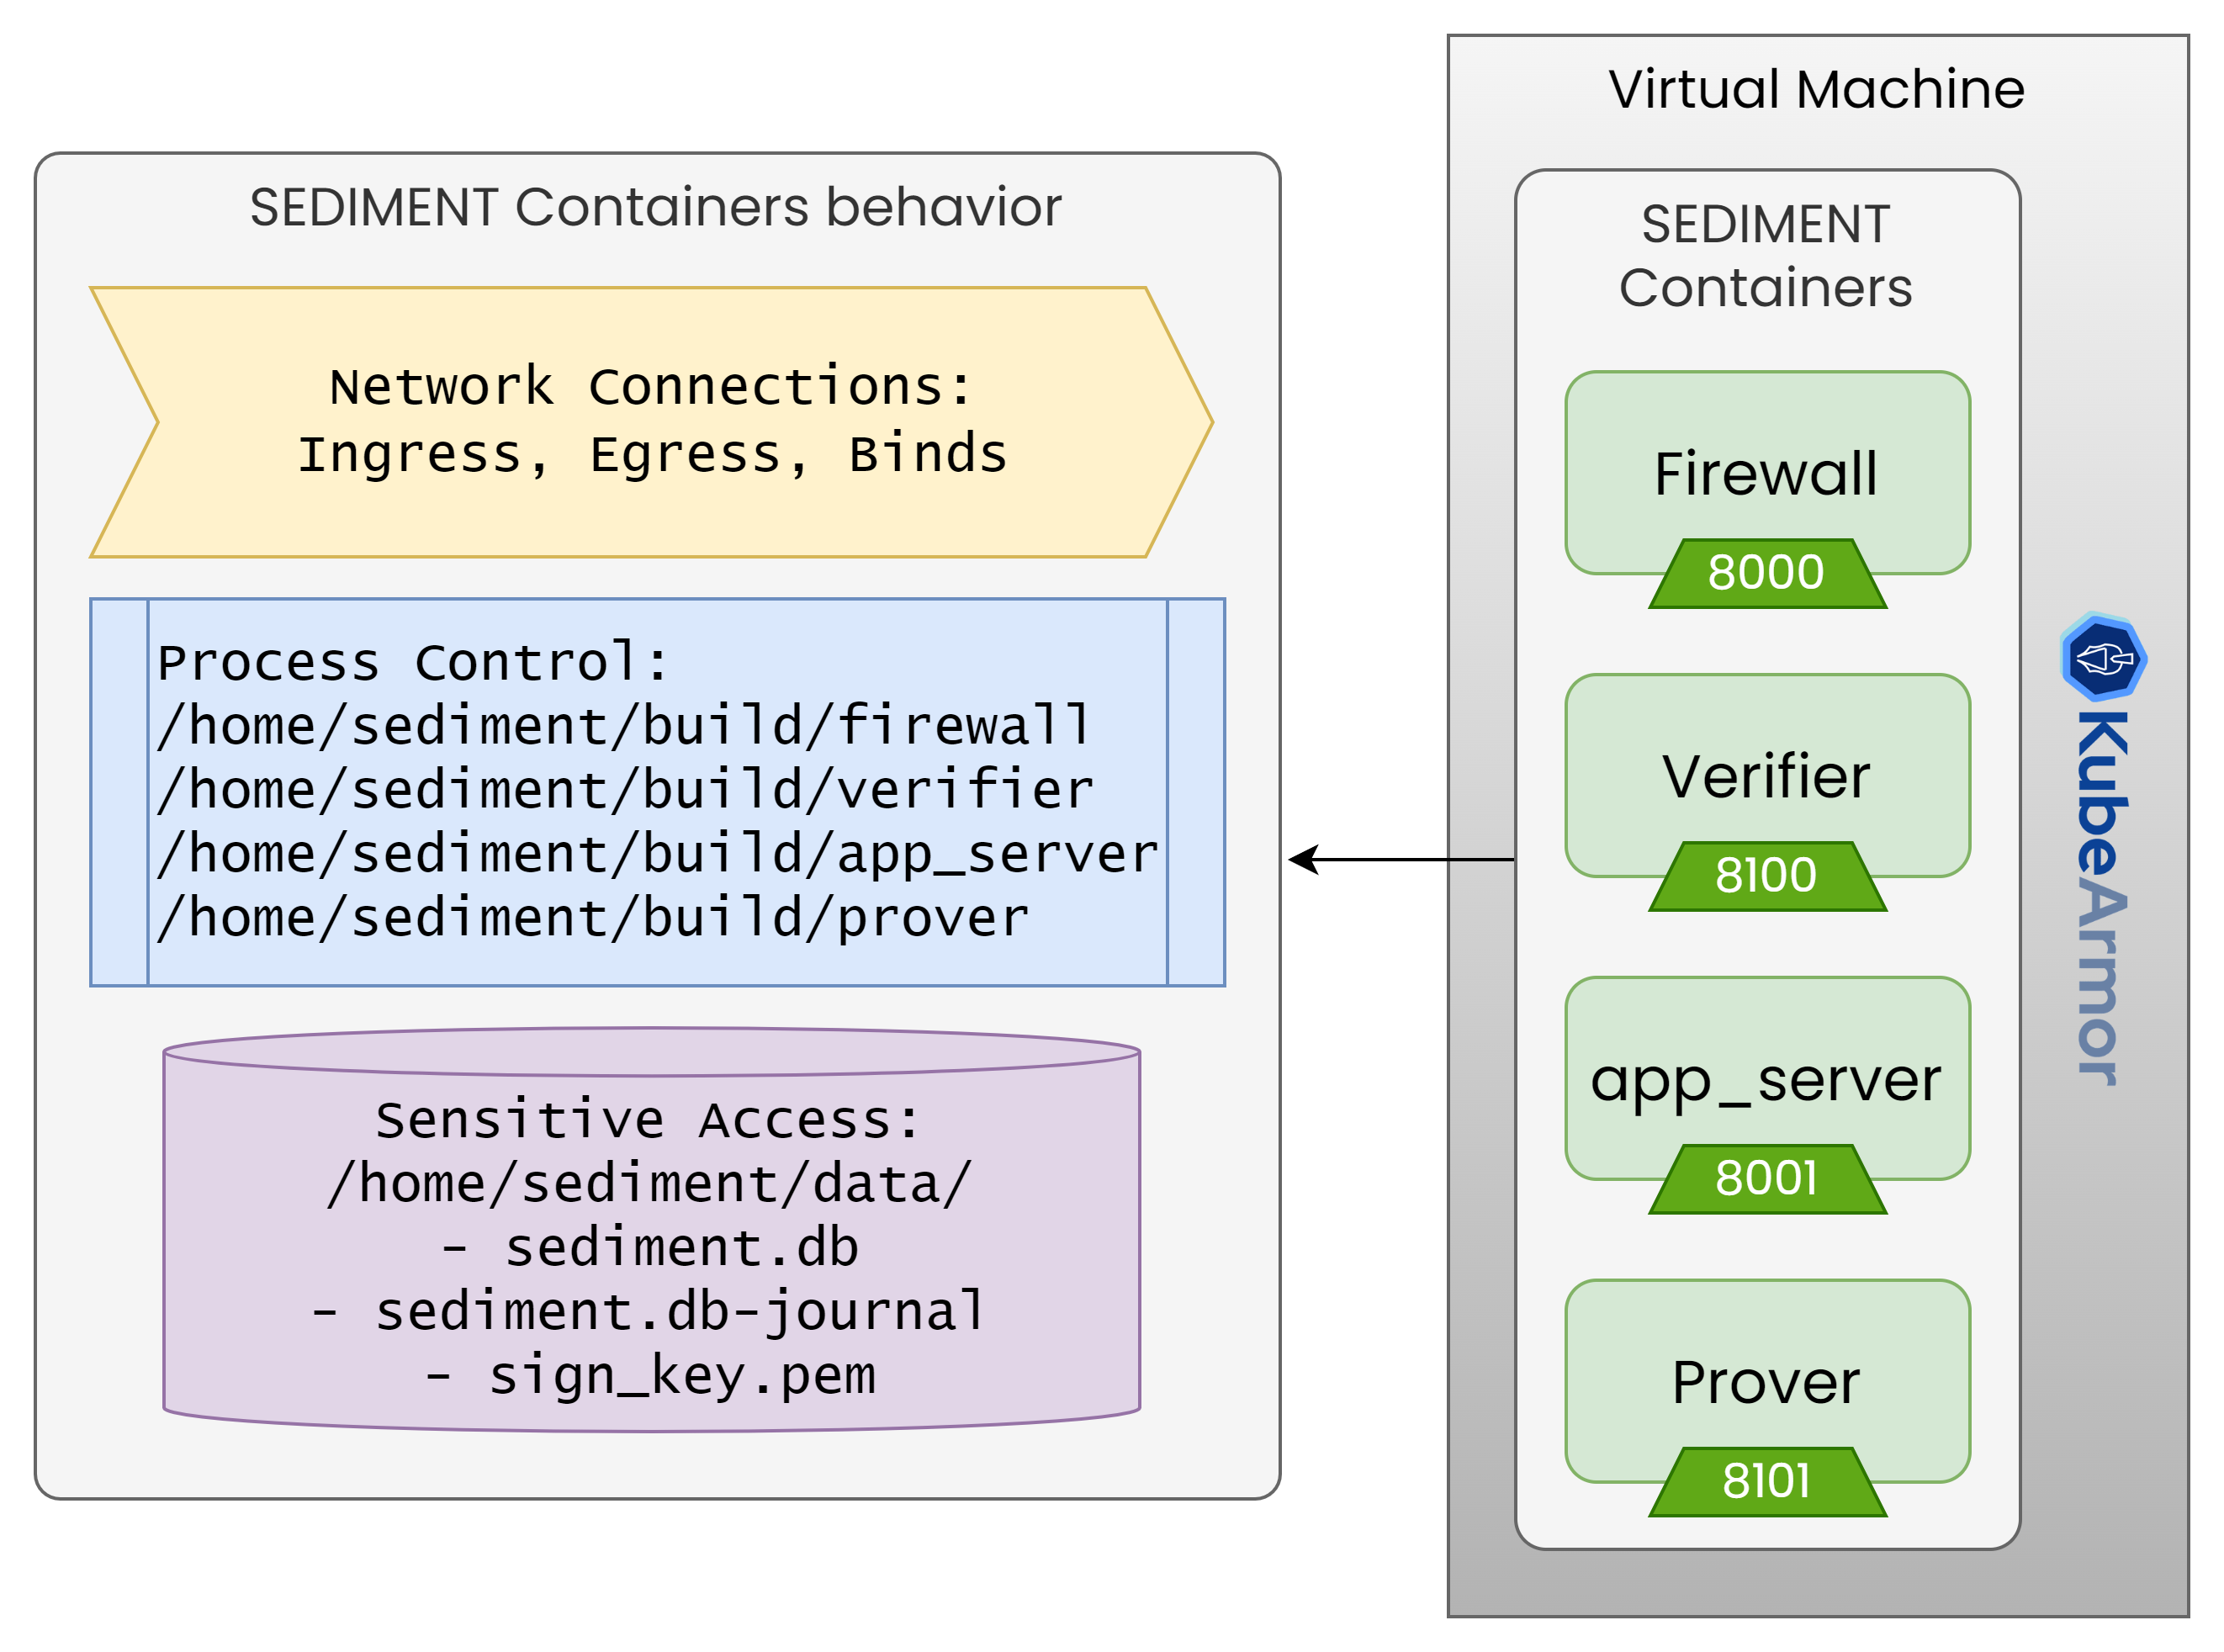 SEDIMENT Containers behavior
Network Connections:
Ingress, Egress, Binds
Process Control:
/home/sediment/build/firewall
/home/sediment/build/verifier
/home/sediment/build/app_server
/home/sediment/build/prover
Sensitive Access:
/home/sediment/data/
- sediment.db
- sediment.db-journal
- sign_key.pem
Virtual Machine
SEDIMENT
Containers
Firewall
8000
Verifier
8100
app_server
8001
Prover
8101
KubeArmor